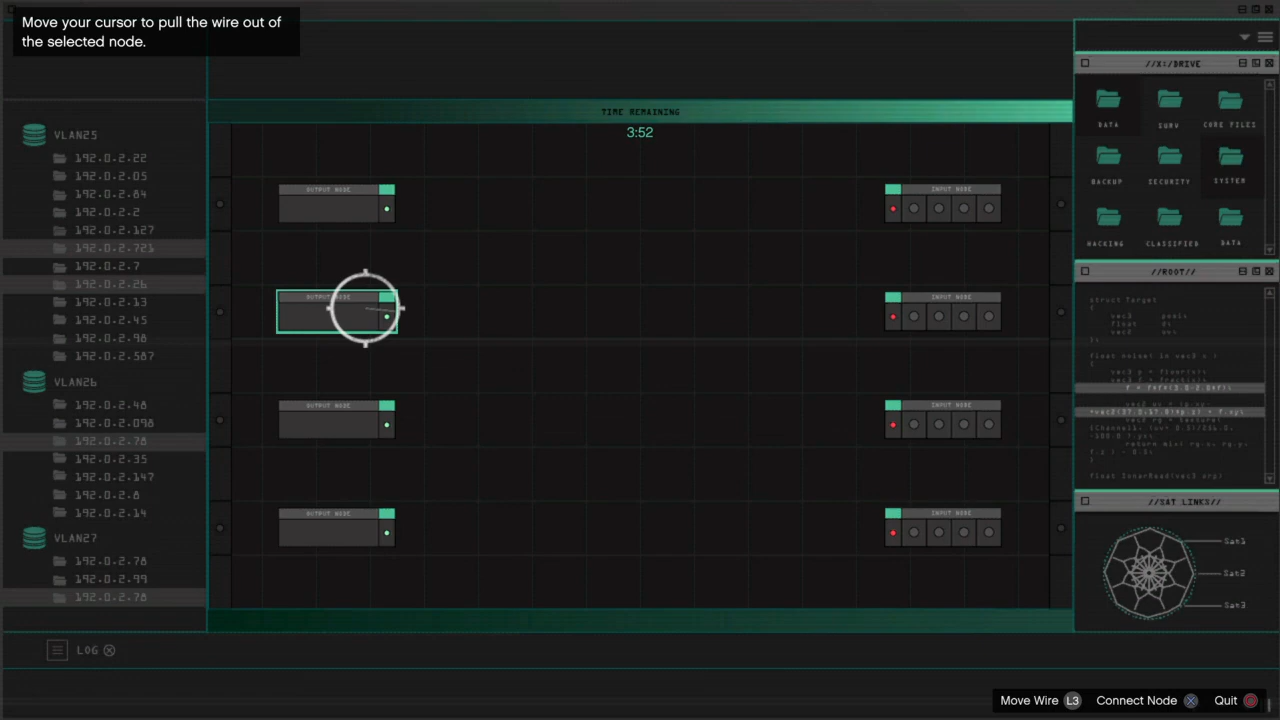 Move your cursor to pull the wire out of
the selected node.
TIME REMAINING
3:52
VLAN25
192.0.2.22
192.0.2.05
192.0.2.84
192.0.2.2
192.0.2.127
192.0.2.721
192.0.2.7
192.0.2.26
192.0.2.13
192.0.2.45
192.0.2.98
192.0.2.587
VLAN26
192.0.2.48
192.0.2.098
192.0.2.78
192.0.2.35
192.0.2.147
192.0.2.8
192.0.2.14
VLAN27
192.0.2.78
192.0.2.99
192.0.2.78
OUTPUT NODE
INPUT NODE
OUTPUT NODE
INPUT NODE
OUTPUT NODE
INPUT NODE
OUTPUT NODE
INPUT NODE
//X:/DRIVE
DATA
SURV
CORE FILES
BACKUP
SECURITY
SYSTEM
HACKING
CLASSIFIED
DATA
//ROOT//
struct Target
{
//SAT LINKS//
Sat1
Sat2
Sat3
LOG
Move Wire L3 Connect Node Quit